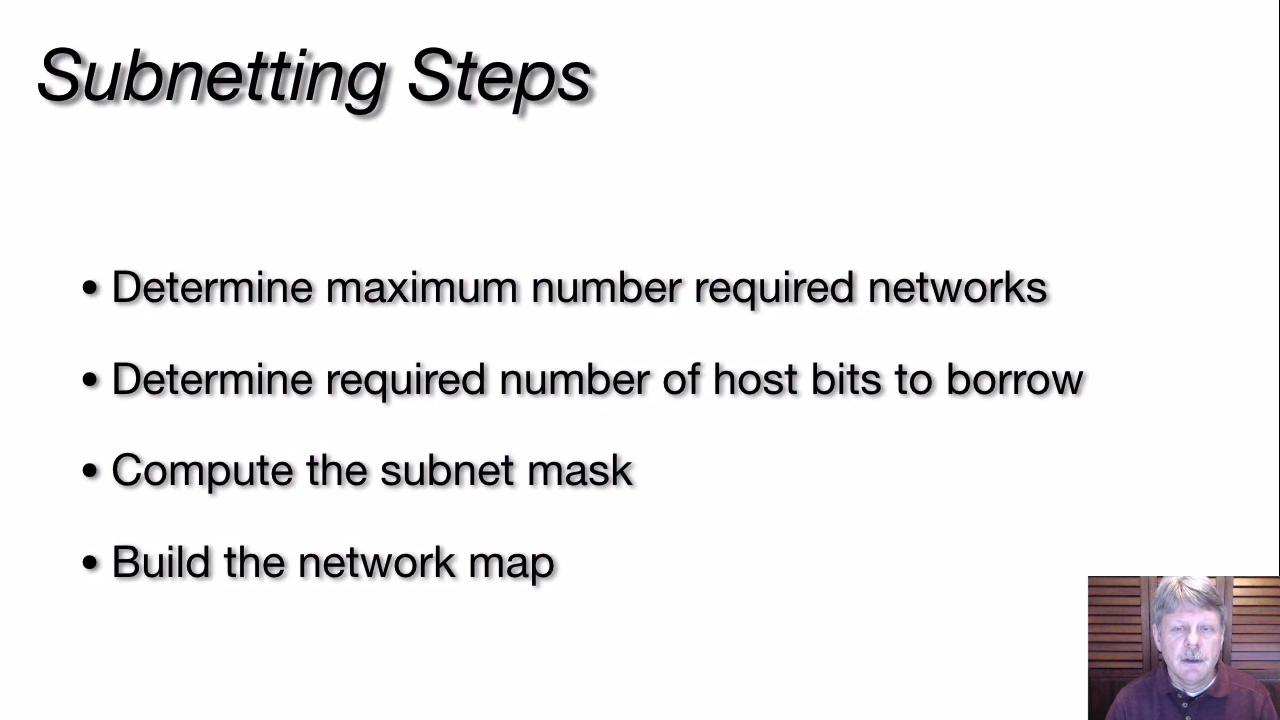 Subnetting Steps
• Determine maximum number required networks
• Determine required number of host bits to borrow
• Compute the subnet mask
• Build the network map